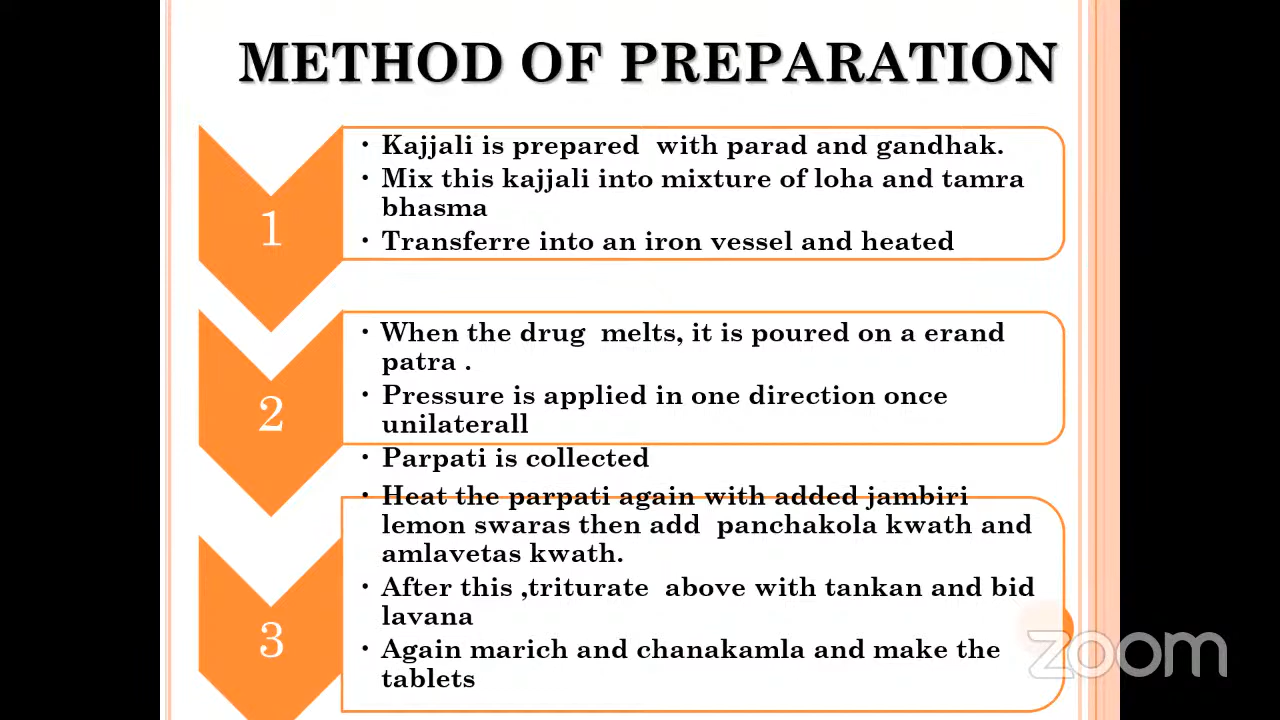 METHOD OF PREPARATION
1
• Kajjali is prepared with parad and gandhak.
• Mix this kajjali into mixture of loha and tamra
bhasma
• Transferre into an iron vessel and heated
2
• When the drug melts, it is poured on a erand
patra .
• Pressure is applied in one direction once
unilaterall
• Parpati is collected
3
• Heat the parpati again with added jambiri
lemon swaras then add panchakola kwath and
amlavetas kwath.
• After this ,triturate above with tankan and bid
lavana
• Again marich and chanakamla and make the
tablets
zoom